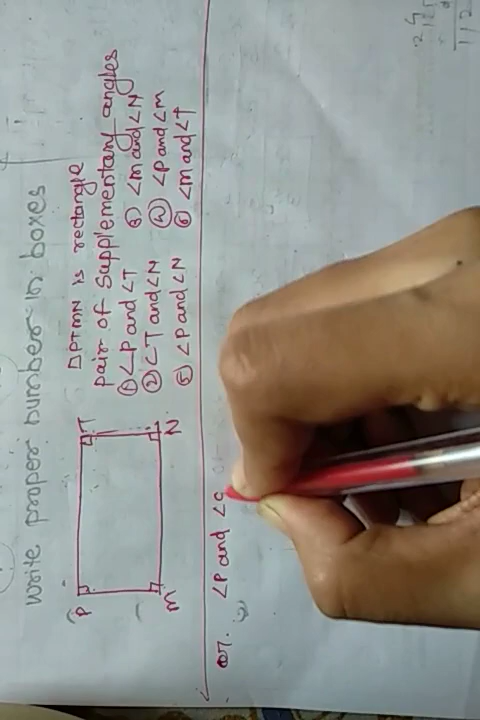 write proper number in boxes
P
T
M
N
□PTMN is rectangle
pair of supplementary angles
① ∠P and ∠T ③ ∠M and ∠N
② ∠T and ∠N ④ ∠P and ∠M
⑤ ∠P and ∠N ⑥ ∠M and ∠T
Q7. ∠P and ∠
112